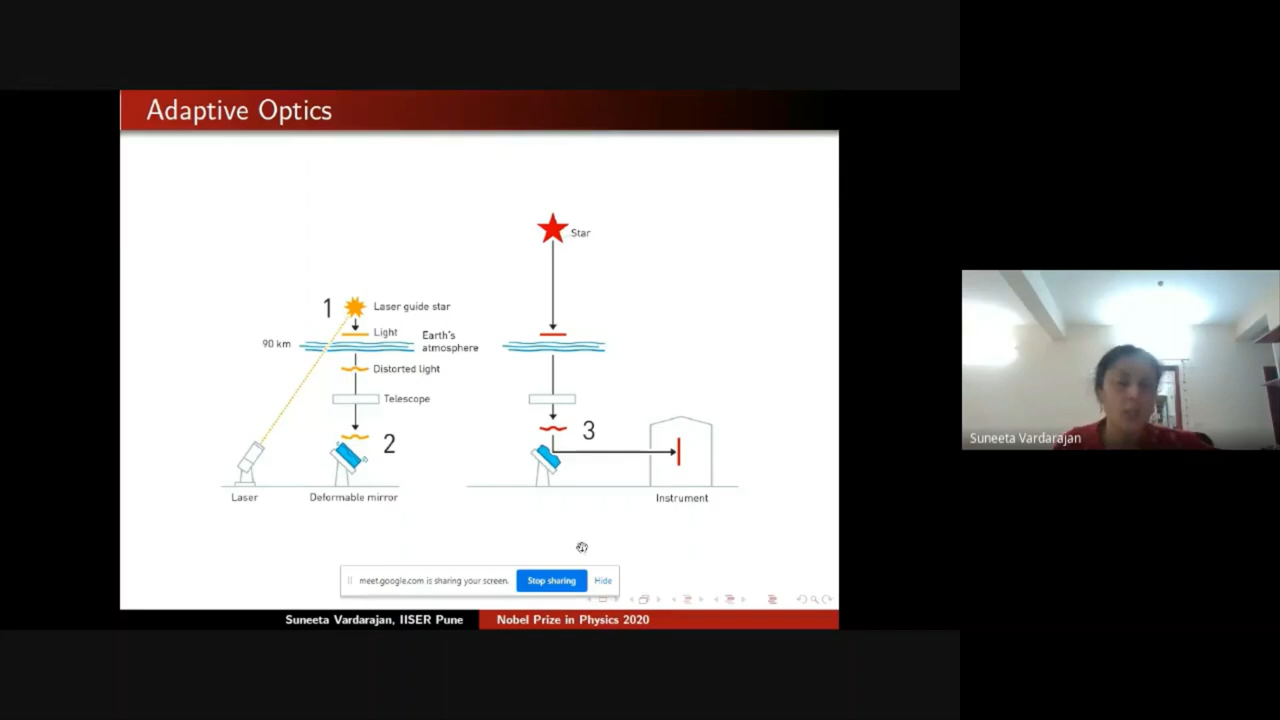 Adaptive Optics
Star
1
Laser guide star
Light
Earth's
atmosphere
90 km
Distorted light
Telescope
2
3
Laser
Deformable mirror
Instrument
meet.google.com is sharing your screen.
Stop sharing
Hide
Suneeta Vardarajan, IISER Pune
Nobel Prize in Physics 2020
Suneeta Vardarajan